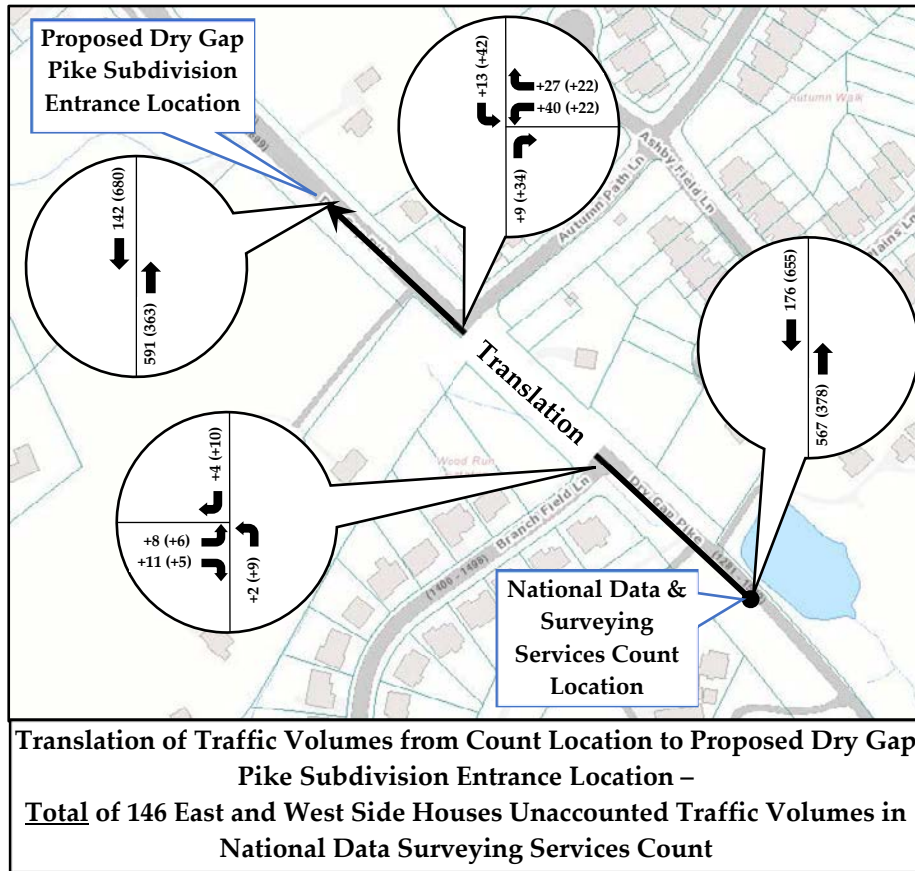 Proposed Dry Gap
Pike Subdivision
Entrance Location
+13 (+42)
+27 (+22)
+40 (+22)
+9 (+34)
142 (680)
591 (363)
Autumn Walk
Ashby Field Ln
Autumn Path Ln
176 (655)
567 (378)
Translation
+4 (+10)
+8 (+6)
+11 (+5)
+2 (+9)
Wood Run
Branch Field Ln
(1400 - 1499)
Dry Gap Pike
National Data &
Surveying
Services Count
Location
Translation of Traffic Volumes from Count Location to Proposed Dry Gap
Pike Subdivision Entrance Location –
Total of 146 East and West Side Houses Unaccounted Traffic Volumes in
National Data Surveying Services Count